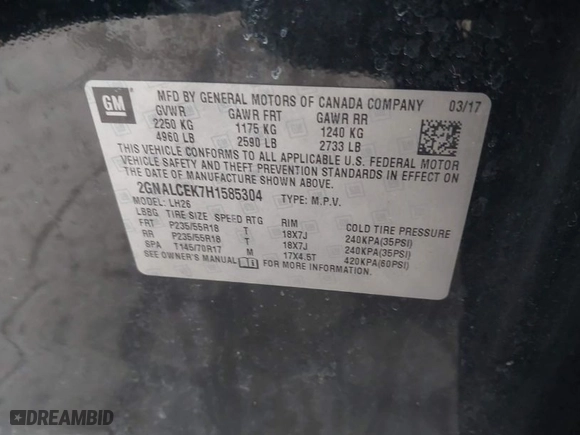 GM
MFD BY GENERAL MOTORS OF CANADA COMPANY 03/17
GVWR GAWR FRT GAWR RR
2250 KG 1175 KG 1240 KG
4960 LB 2590 LB 2733 LB
THIS VEHICLE CONFORMS TO ALL APPLICABLE U.S. FEDERAL MOTOR
VEHICLE SAFETY AND THEFT PREVENTION STANDARDS IN EFFECT ON
THE DATE OF MANUFACTURE SHOWN ABOVE.
2GNALCEK7H1585304 TYPE: M.P.V.
MODEL: LH26
LBBG TIRE SIZE SPEED RTG RIM COLD TIRE PRESSURE
FRT P235/55R18 T 18X7J 240KPA(35PSI)
RR P235/55R18 T 18X7J 240KPA(35PSI)
SPA T145/70R17 M 17X4.5T 420KPA(60PSI)
SEE OWNER'S MANUAL FOR MORE INFORMATION.
DREAMBID